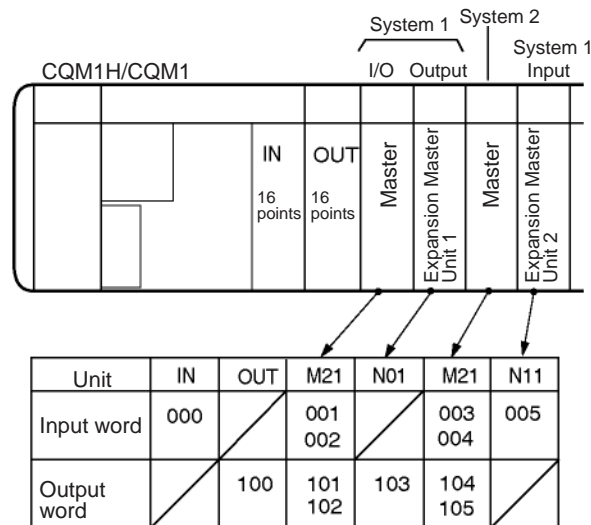 System 1
System 2
System 1
Input
CQM1H/CQM1
I/O Output
IN
OUT
16
points
16
points
Master
Expansion Master
Unit 1
Master
Expansion Master
Unit 2
Unit IN OUT M21 N01 M21 N11
Input word 000 001 003 005
002 004
Output
word
100 101 103 104
102 105